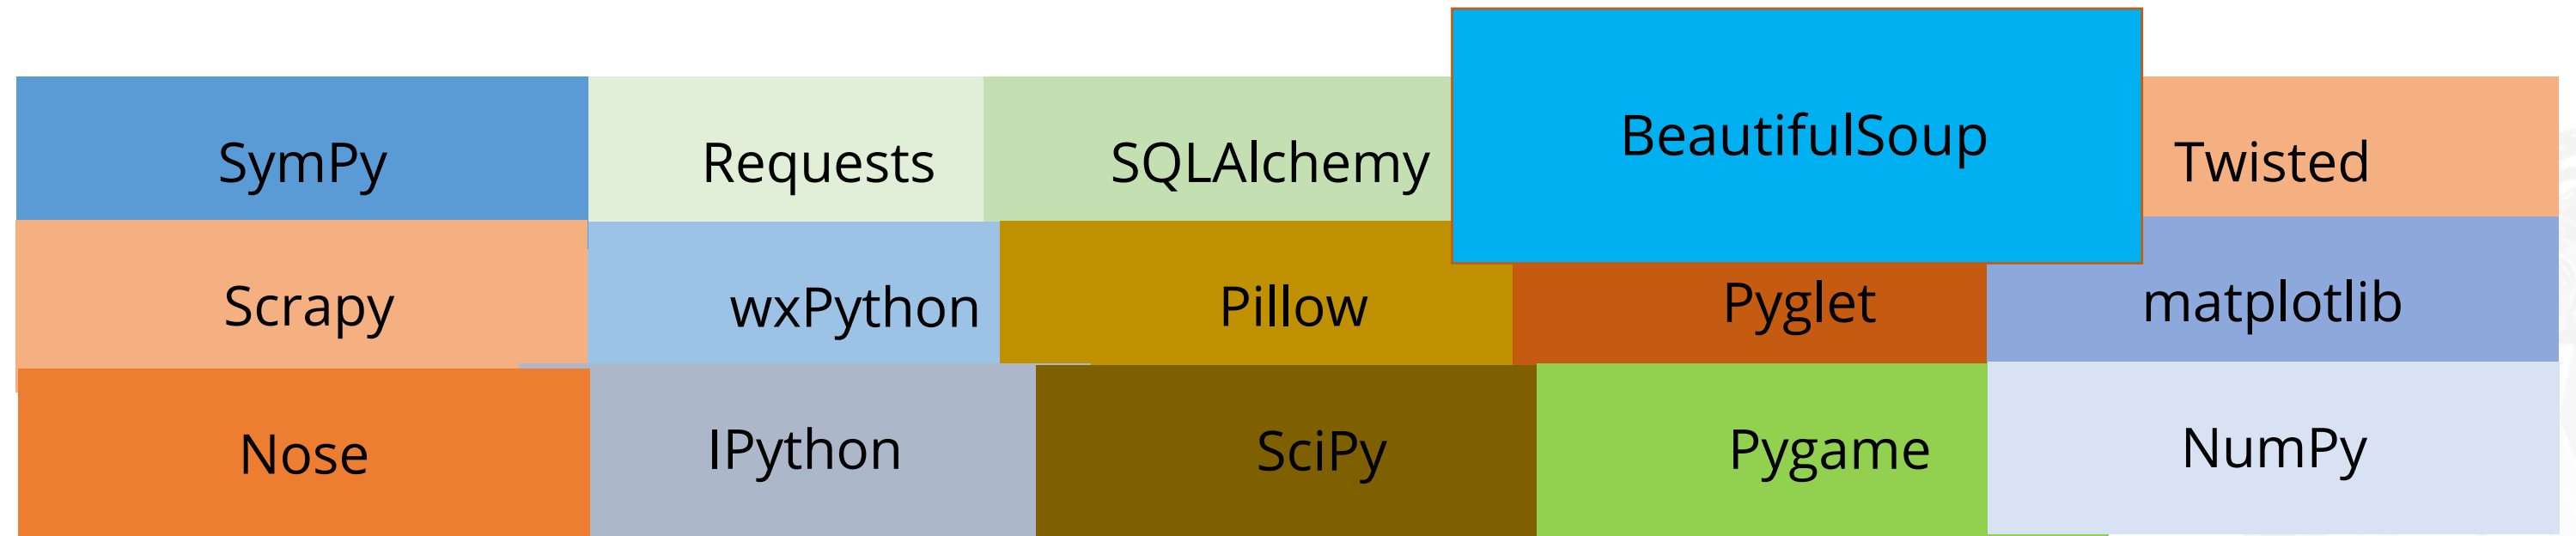 SymPy
Requests
SQLAlchemy
BeautifulSoup
Twisted
Scrapy
wxPython
Pillow
Pyglet
matplotlib
Nose
IPython
SciPy
Pygame
NumPy